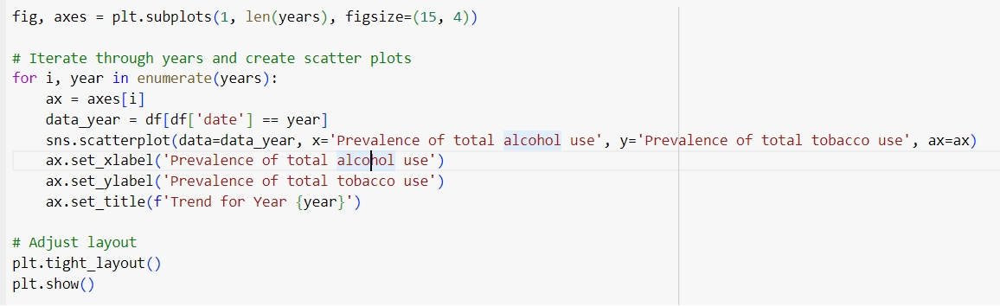 fig, axes = plt.subplots(1, len(years), figsize=(15, 4))
# Iterate through years and create scatter plots
for i, year in enumerate(years):
    ax = axes[i]
    data_year = df[df['date'] == year]
    sns.scatterplot(data=data_year, x='Prevalence of total alcohol use', y='Prevalence of total tobacco use', ax=ax)
    ax.set_xlabel('Prevalence of total alcohol use')
    ax.set_ylabel('Prevalence of total tobacco use')
    ax.set_title(f'Trend for Year {year}')
# Adjust layout
plt.tight_layout()
plt.show()